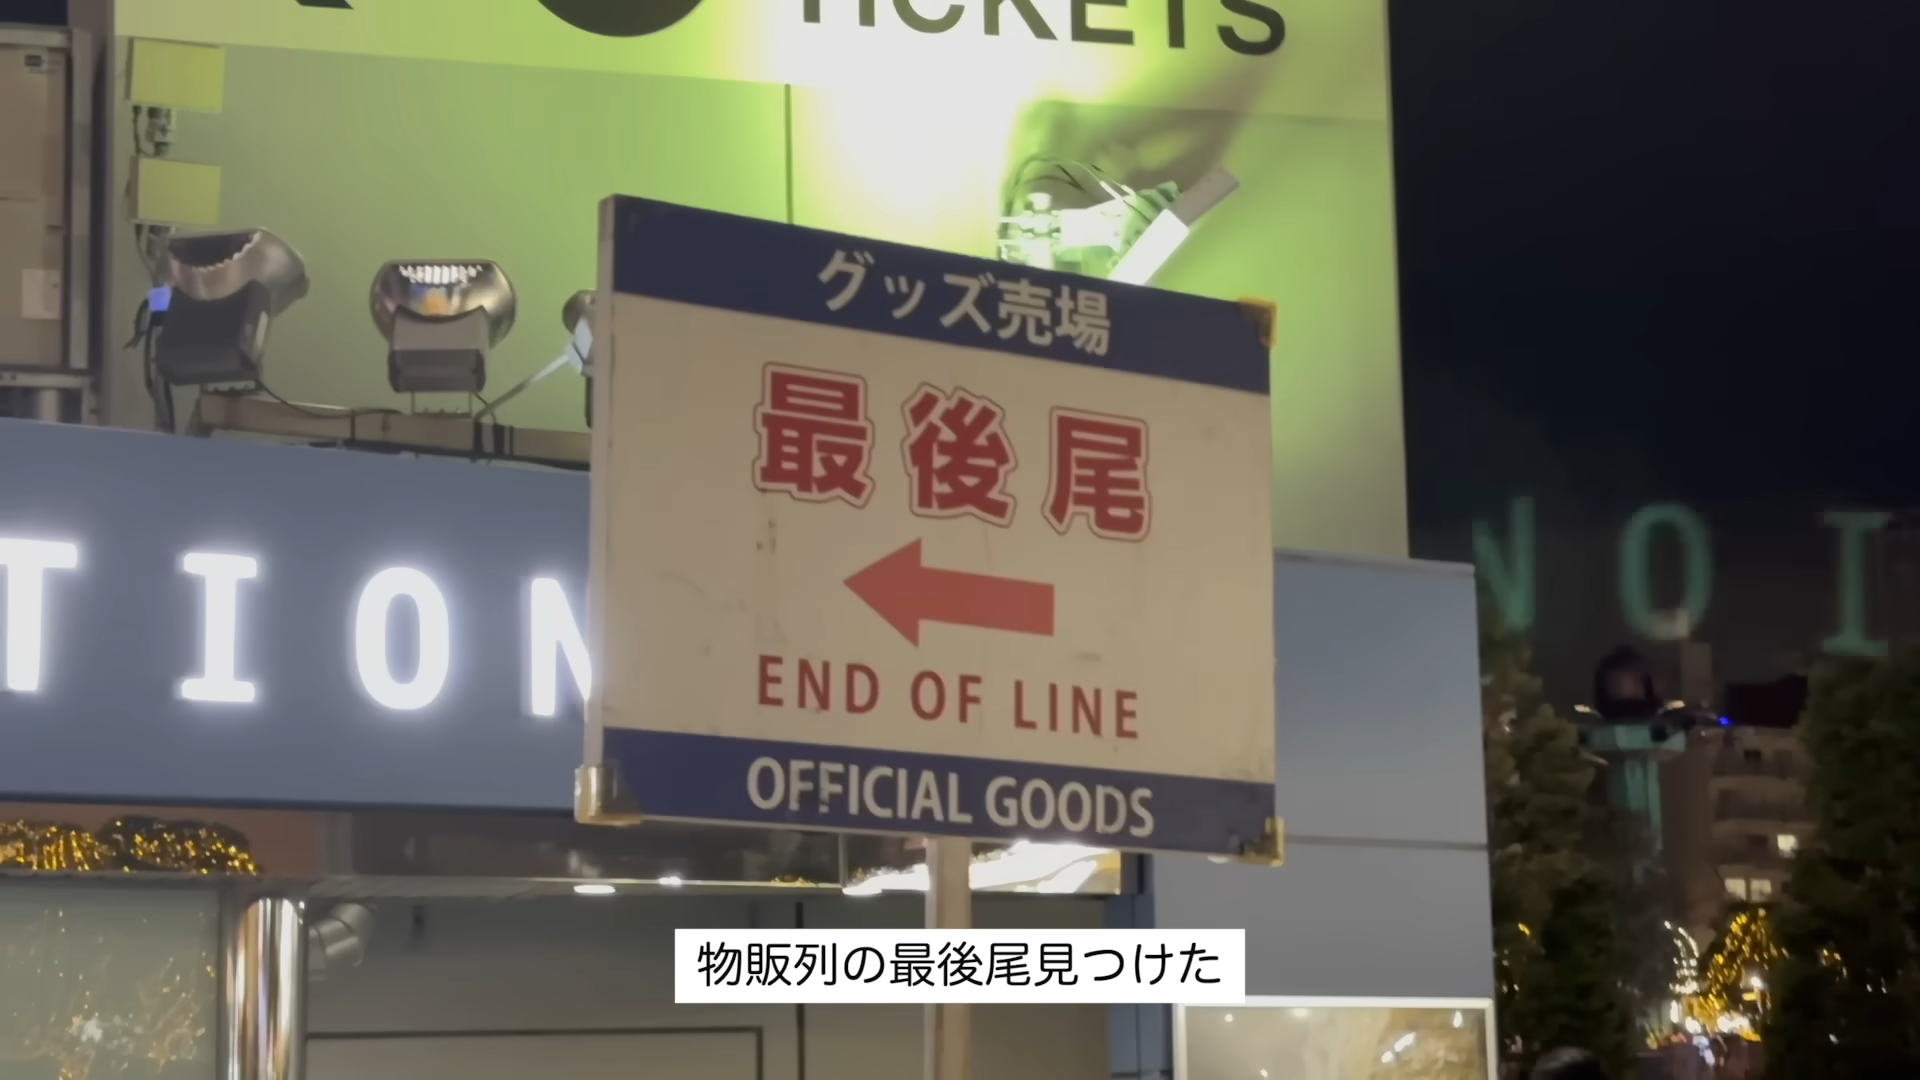 TICKETS
グッズ売場
最後尾
END OF LINE
OFFICIAL GOODS
TION
NOI
物販列の最後尾見つけた